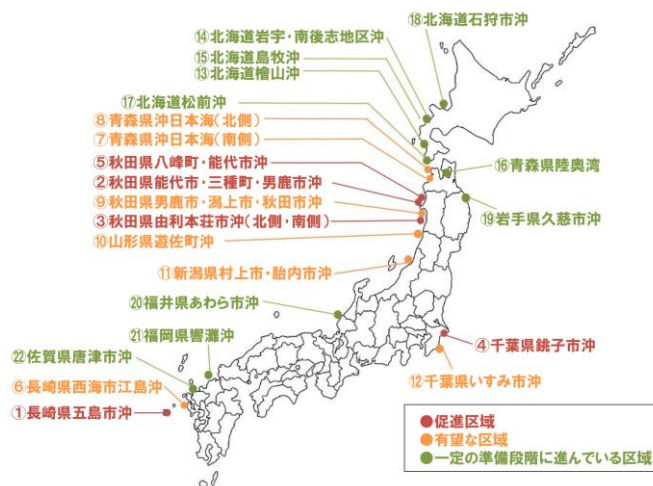 ⑱北海道石狩市沖
⑭北海道岩宇・南後志地区沖
⑮北海道島牧沖
⑬北海道檜山沖
⑰北海道松前沖
⑧青森県沖日本海(北側)
⑦青森県沖日本海(南側)
⑤秋田県八峰町・能代市沖
⑯青森県陸奥湾
②秋田県能代市・三種町・男鹿市沖
⑨秋田県男鹿市・潟上市・秋田市沖
③秋田県由利本荘市沖(北側・南側)
⑲岩手県久慈市沖
⑩山形県遊佐町沖
⑪新潟県村上市・胎内市沖
⑳福井県あわら市沖
㉑福岡県響灘沖
④千葉県銚子市沖
㉒佐賀県唐津市沖
⑫千葉県いすみ市沖
⑥長崎県西海市江島沖
①長崎県五島市沖
●促進区域
●有望な区域
●一定の準備段階に進んでいる区域